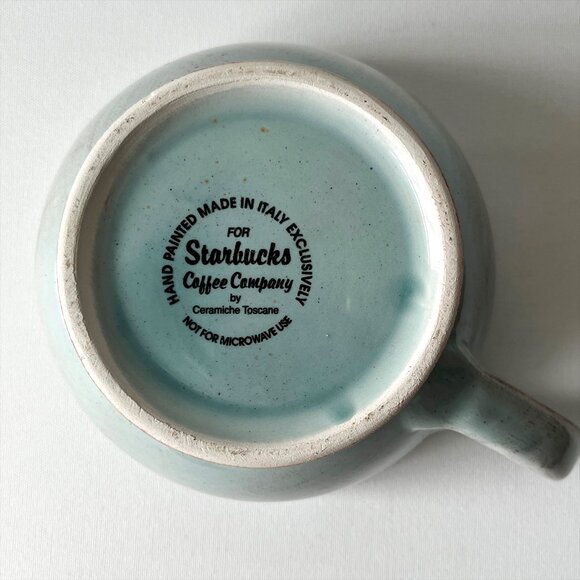 HAND PAINTED MADE IN ITALY EXCLUSIVELY
FOR
Starbucks
Coffee Company
by
Ceramiche Toscane
NOT FOR MICROWAVE USE